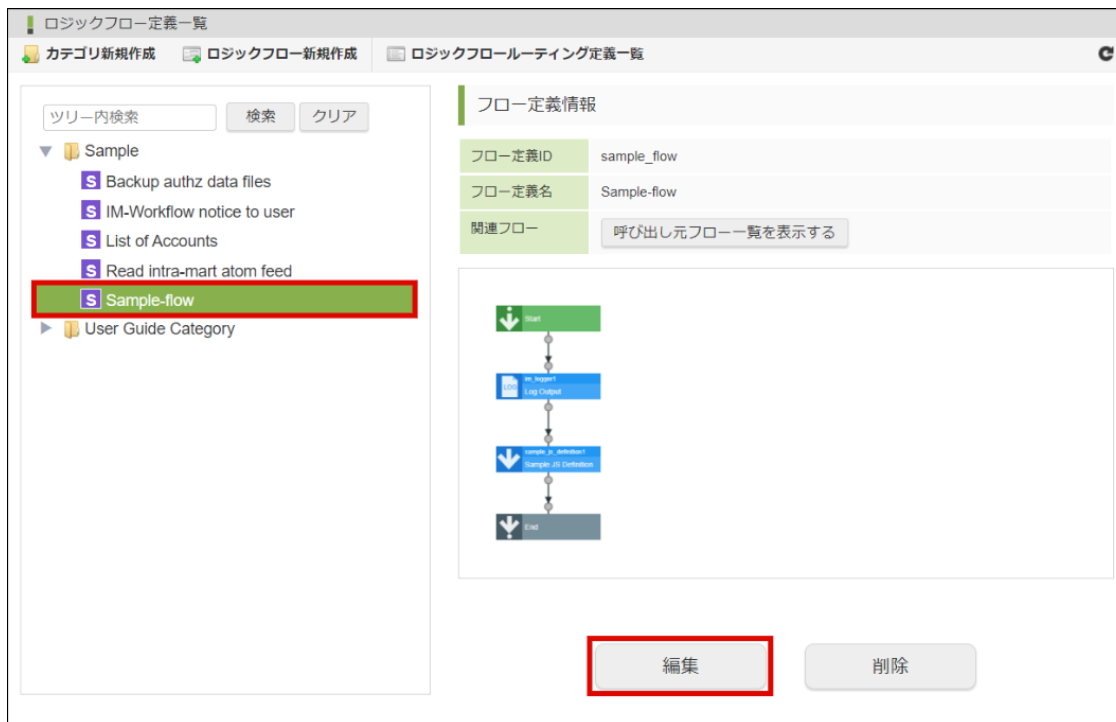 ロジックフロー定義一覧
カテゴリ新規作成 ロジックフロー新規作成 ロジックフロールーティング定義一覧
ツリー内検索 検索 クリア
Sample
S Backup authz data files
S IM-Workflow notice to user
S List of Accounts
S Read intra-mart atom feed
S Sample-flow
User Guide Category
フロー定義情報
フロー定義ID sample_flow
フロー定義名 Sample-flow
関連フロー 呼び出し元フロー一覧を表示する
Start
im_logger1
LOG Log Output
sample_js_definition1
Sample JS Definition
End
編集 削除